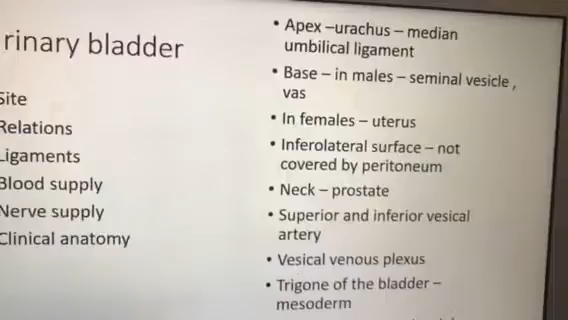 rinary bladder
Site
Relations
Ligaments
Blood supply
Nerve supply
Clinical anatomy
• Apex –urachus – median
umbilical ligament
• Base – in males – seminal vesicle ,
vas
• In females – uterus
• Inferolateral surface – not
covered by peritoneum
• Neck – prostate
• Superior and inferior vesical
artery
• Vesical venous plexus
• Trigone of the bladder –
mesoderm